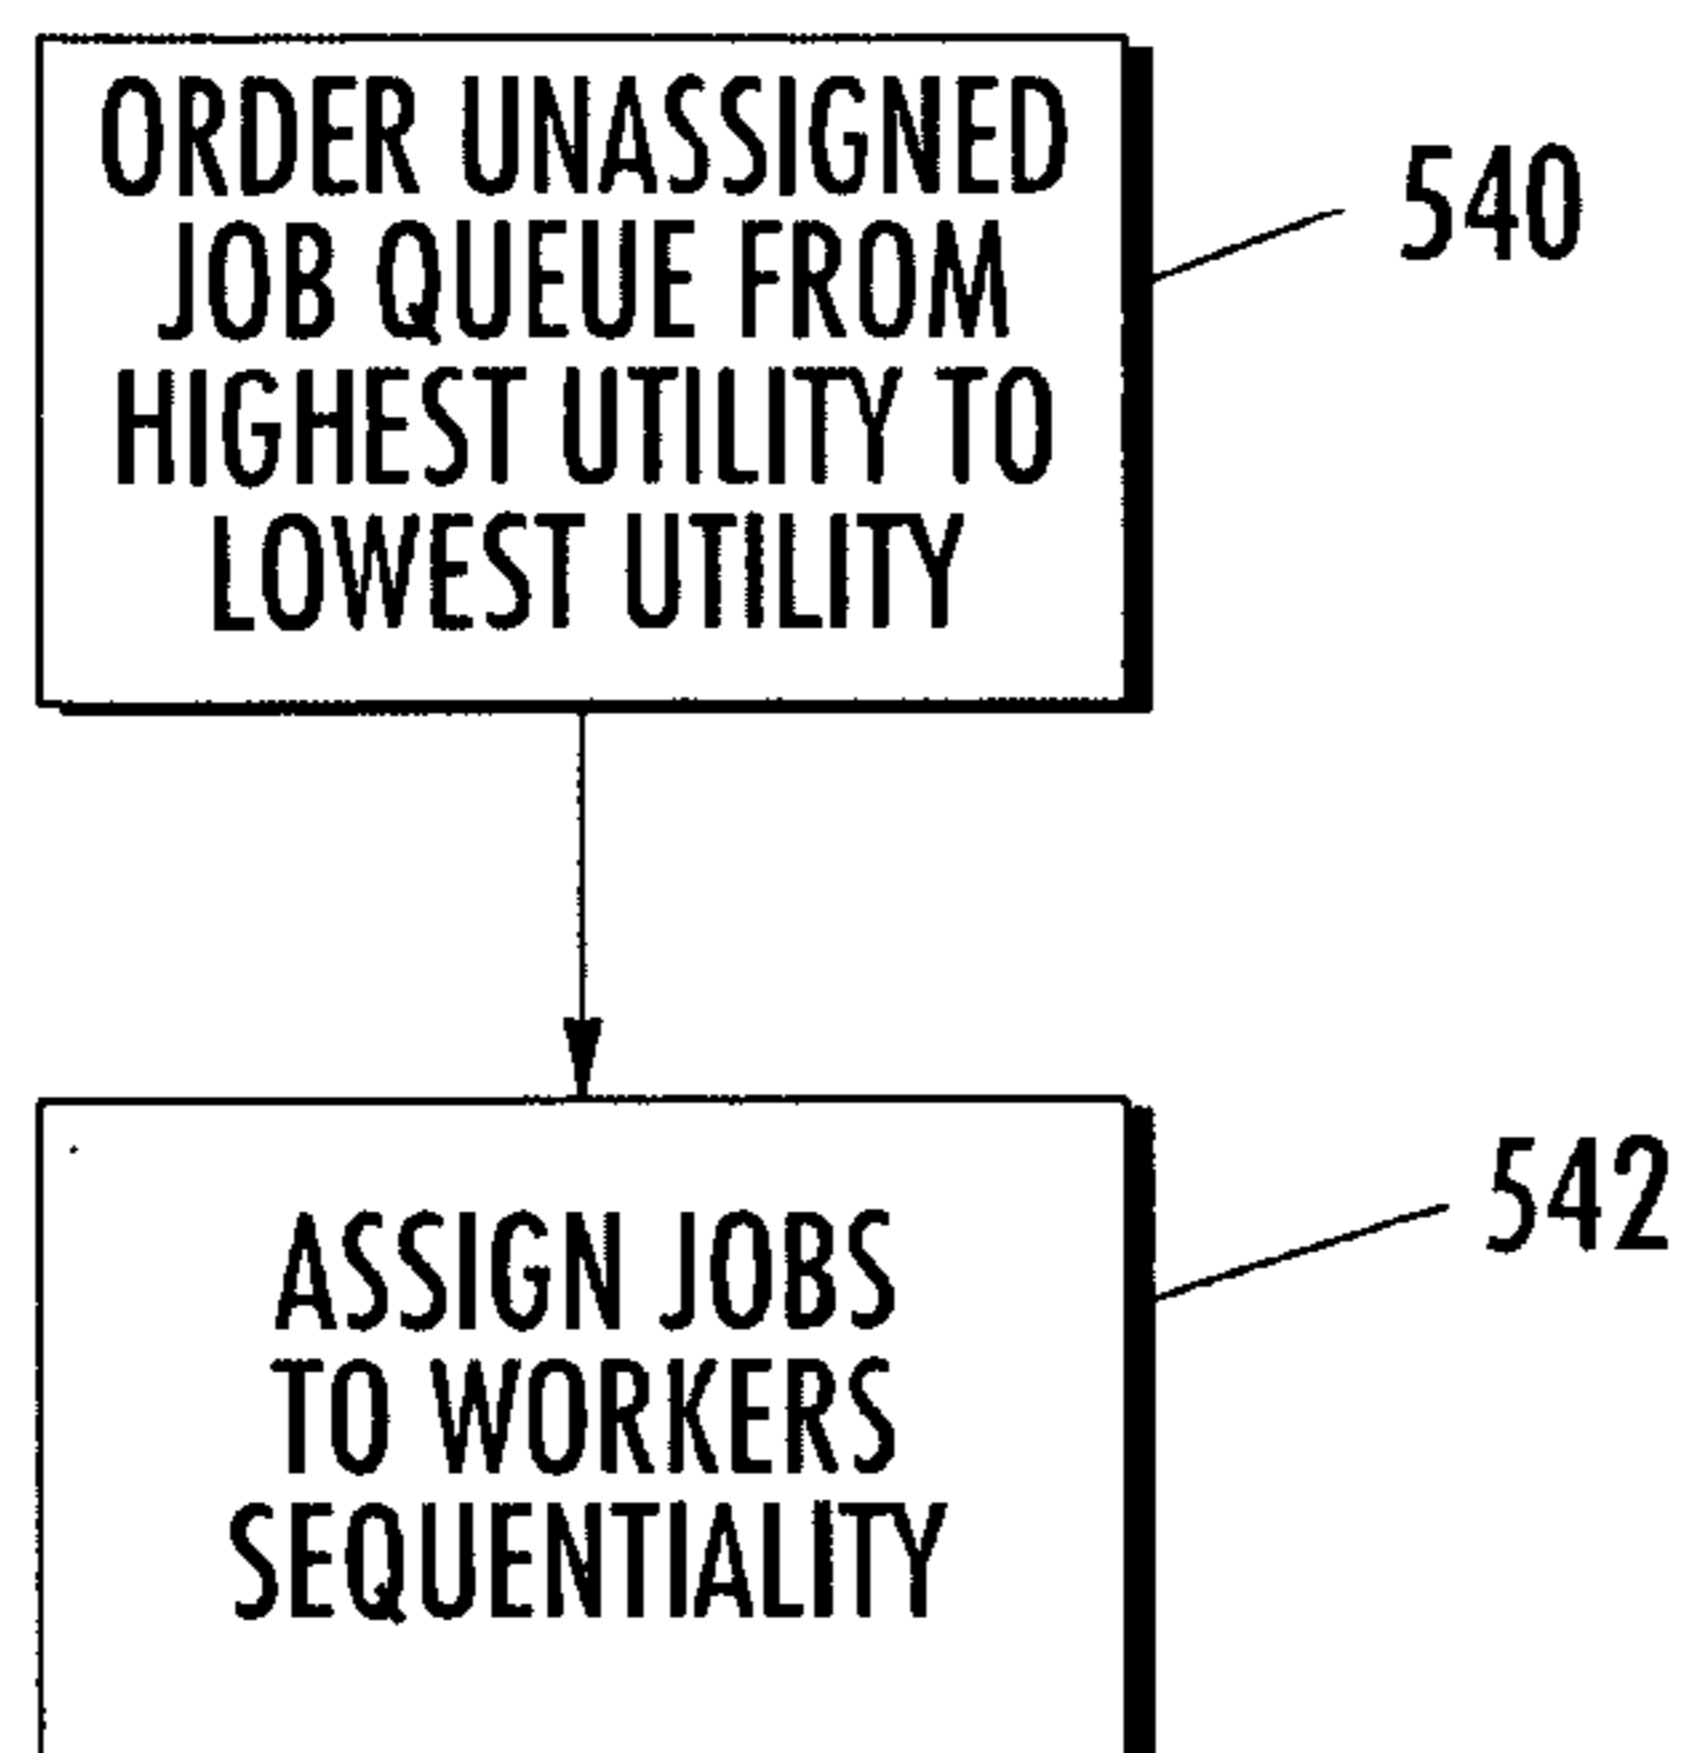 ORDER UNASSIGNED
JOB QUEUE FROM
HIGHEST UTILITY TO
LOWEST UTILITY
540
ASSIGN JOBS
TO WORKERS
SEQUENTIALITY
542